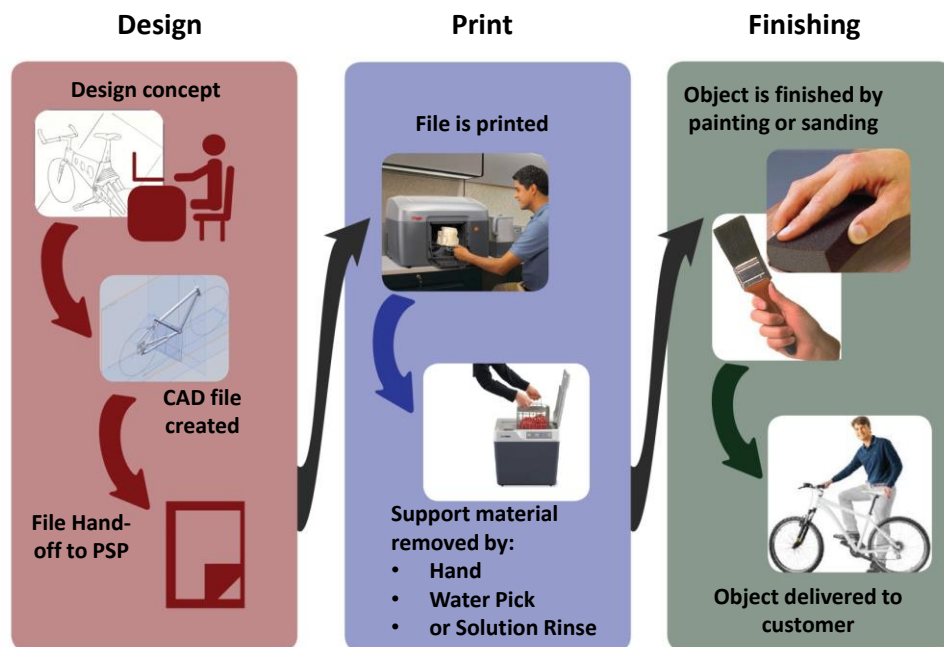 Design
Design concept
CAD file
created
File Hand-
off to PSP
Print
File is printed
Support material
removed by:
• Hand
• Water Pick
• or Solution Rinse
Finishing
Object is finished by
painting or sanding
Object delivered to
customer